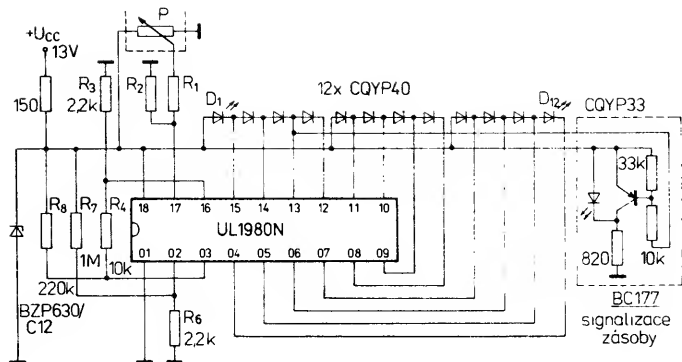 +Ucc
13V
150
R3
2,2k
P
R2
R1
12x CQYP40
D1
D12
CQYP33
33k
10k
820
BC177
signalizace
zásoby
R8
220k
R7
1M
R4
10k
18 17 16 15 14 13 12 11 10
UL1980N
01 02 03 04 05 06 07 08 09
BZP630/
C12
R6
2,2k